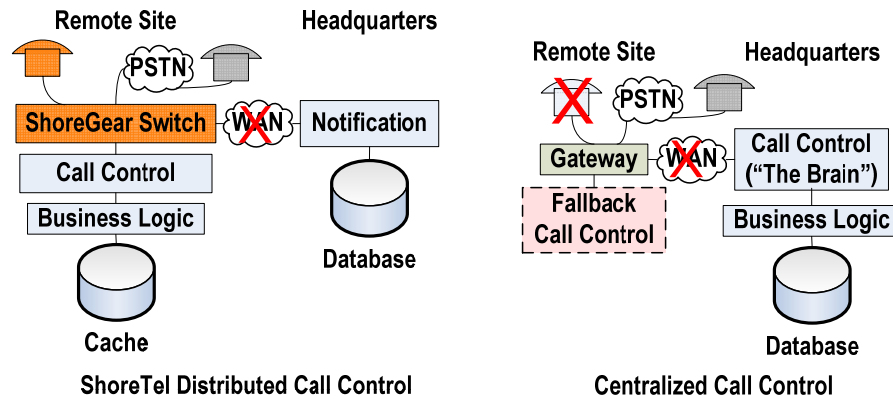 Remote Site
Headquarters
PSTN
ShoreGear Switch
WAN
Notification
Call Control
Business Logic
Database
Cache
ShoreTel Distributed Call Control
Remote Site
Headquarters
PSTN
Gateway
WAN
Call Control
("The Brain")
Fallback
Call Control
Business Logic
Database
Centralized Call Control